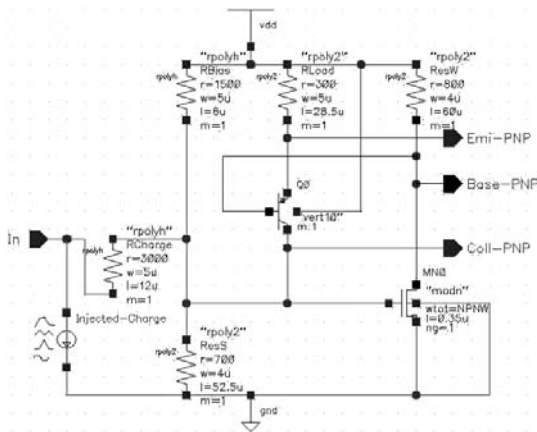 vdd
"rpolyh"
rpolyh
RBias
r=1500
w=5u
l=6u
m=1
"rpoly2"
rpoly2
RLoad
r=300
w=5u
l=28.5u
m=1
"rpoly2"
rpoly2
ResW
r=800
w=4u
l=60u
m=1
Emi-PNP
Base-PNP
Coll-PNP
Q0
"vert10"
m:1
In
"rpolyh"
rpolyh
RCharge
r=3000
w=5u
l=12u
m=1
Injected-Charge
MN0
"modn"
wtot=NPNW
l=0.35u
ng=1
"rpoly2"
rpoly2
ResS
r=700
w=4u
l=52.5u
m=1
gnd